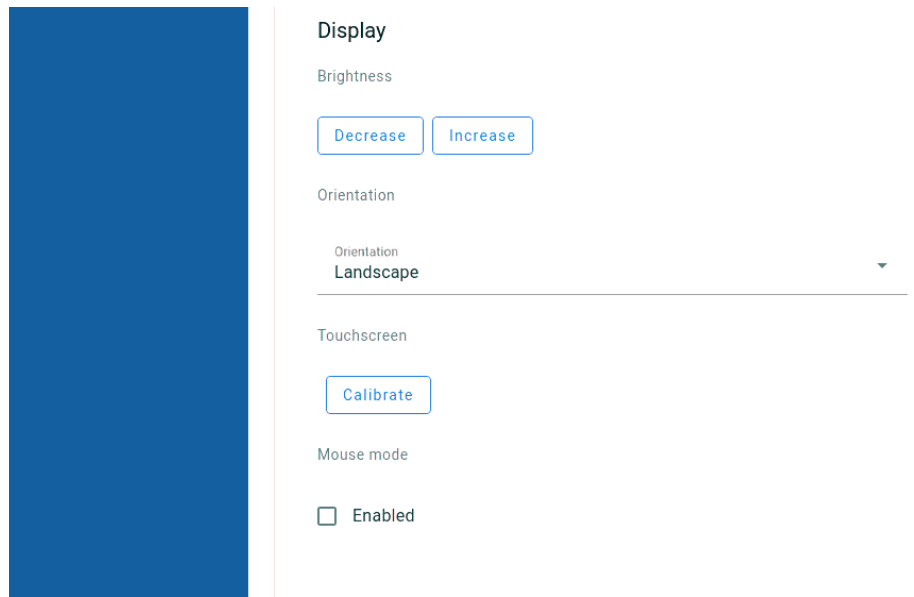 Display
Brightness
Decrease Increase
Orientation
Orientation
Landscape
Touchscreen
Calibrate
Mouse mode
Enabled